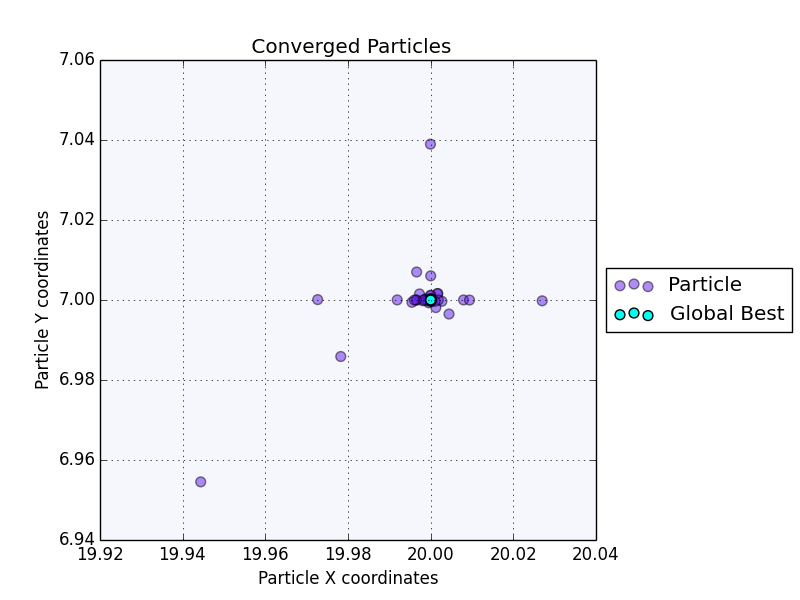 Converged Particles
7.06
7.04
7.02
7.00
6.98
6.96
6.94
Particle Y coordinates
19.92 19.94 19.96 19.98 20.00 20.02 20.04
Particle X coordinates
Particle
Global Best